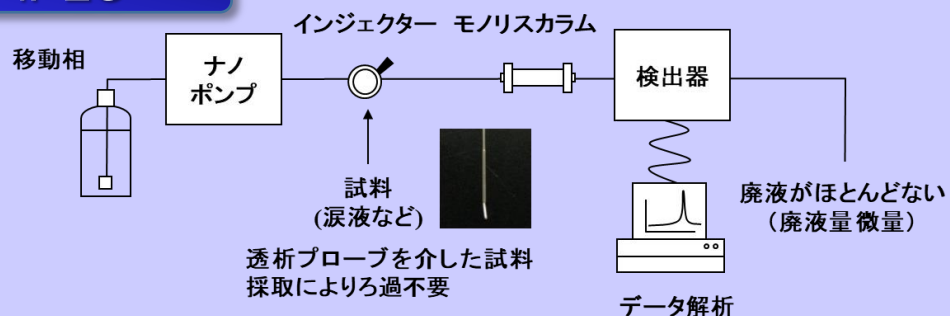 インジェクター モノリスカラム
移動相
ナノ
ポンプ
検出器
試料
(涙液など)
透析プローブを介した試料
採取によりろ過不要
廃液がほとんどない
（廃液量微量）
データ解析